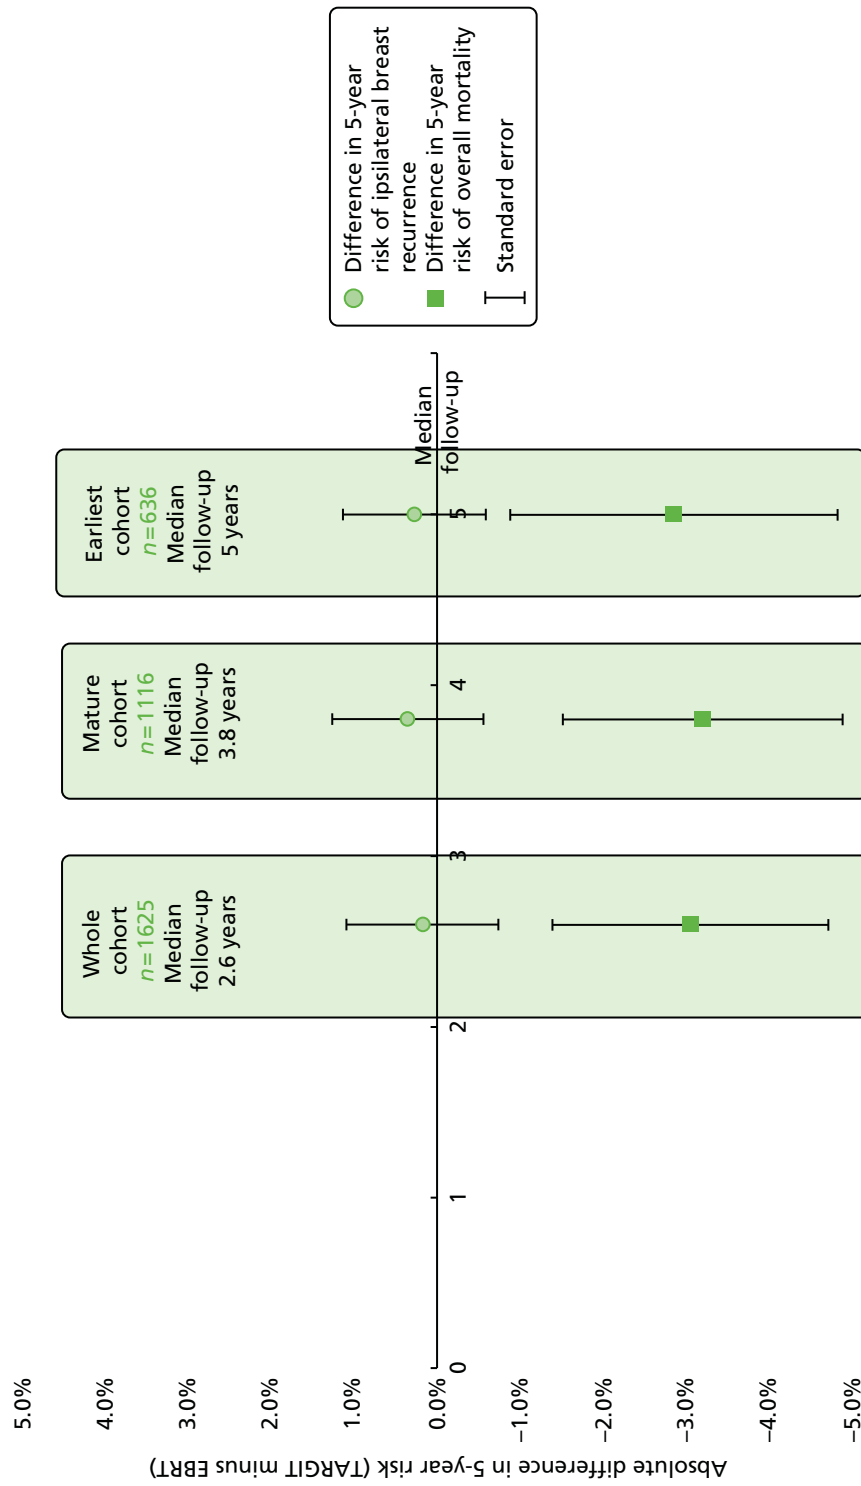 5.0%
4.0%
3.0%
2.0%
1.0%
0.0%
−1.0%
−2.0%
−3.0%
−4.0%
−5.0%
Absolute difference in 5-year risk (TARGIT minus EBRT)
0
1
2
3
4
5
Median
follow-up
Whole
cohort
n=1625
Median
follow-up
2.6 years
Mature
cohort
n=1116
Median
follow-up
3.8 years
Earliest
cohort
n=636
Median
follow-up
5 years
Difference in 5-year
risk of ipsilateral breast
recurrence
Difference in 5-year
risk of overall mortality
Standard error